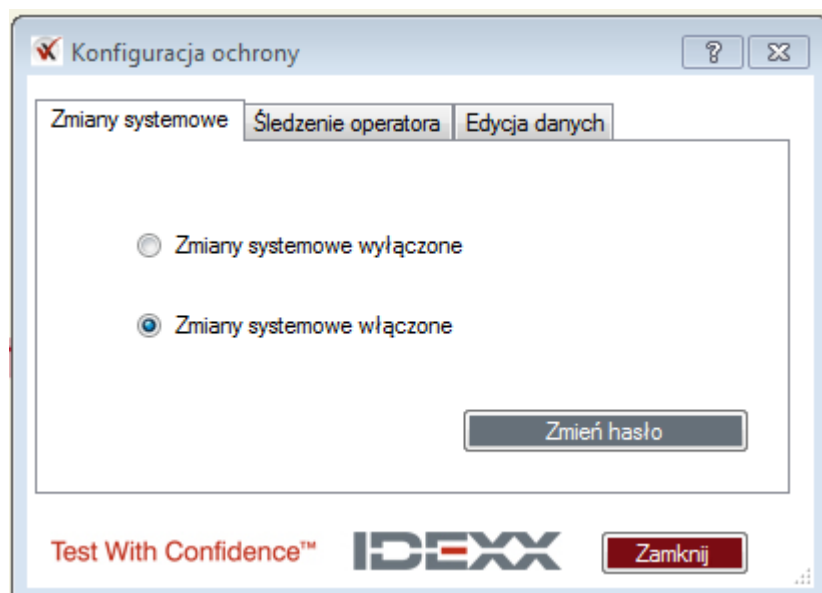 Konfiguracja ochrony
Zmiany systemowe Śledzenie operatora Edycja danych
Zmiany systemowe wyłączone
Zmiany systemowe włączone
Zmień hasło
Test With Confidence™ IDEXX Zamknij